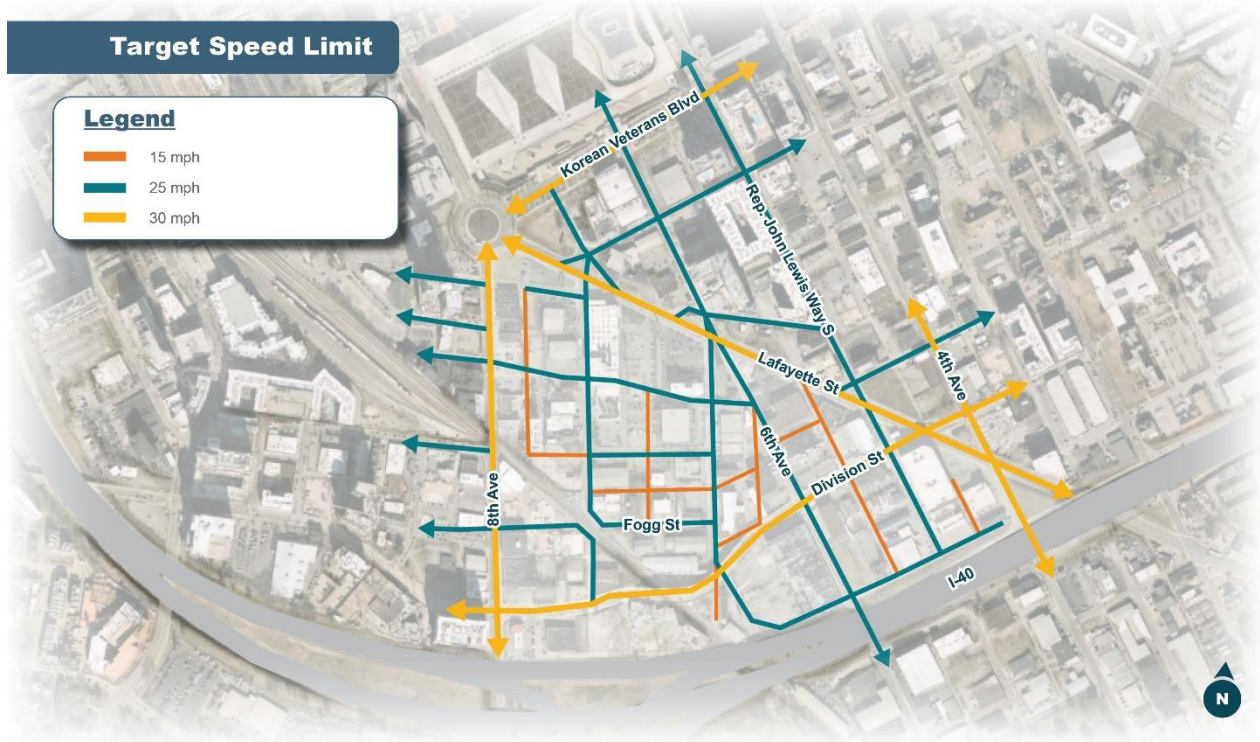 Target Speed Limit
Legend
15 mph
25 mph
30 mph
Korean Veterans Blvd
Rep. John Lewis Way S
4th Ave
Lafayette St
6th Ave
Division St
8th Ave
Fogg St
I-40
N